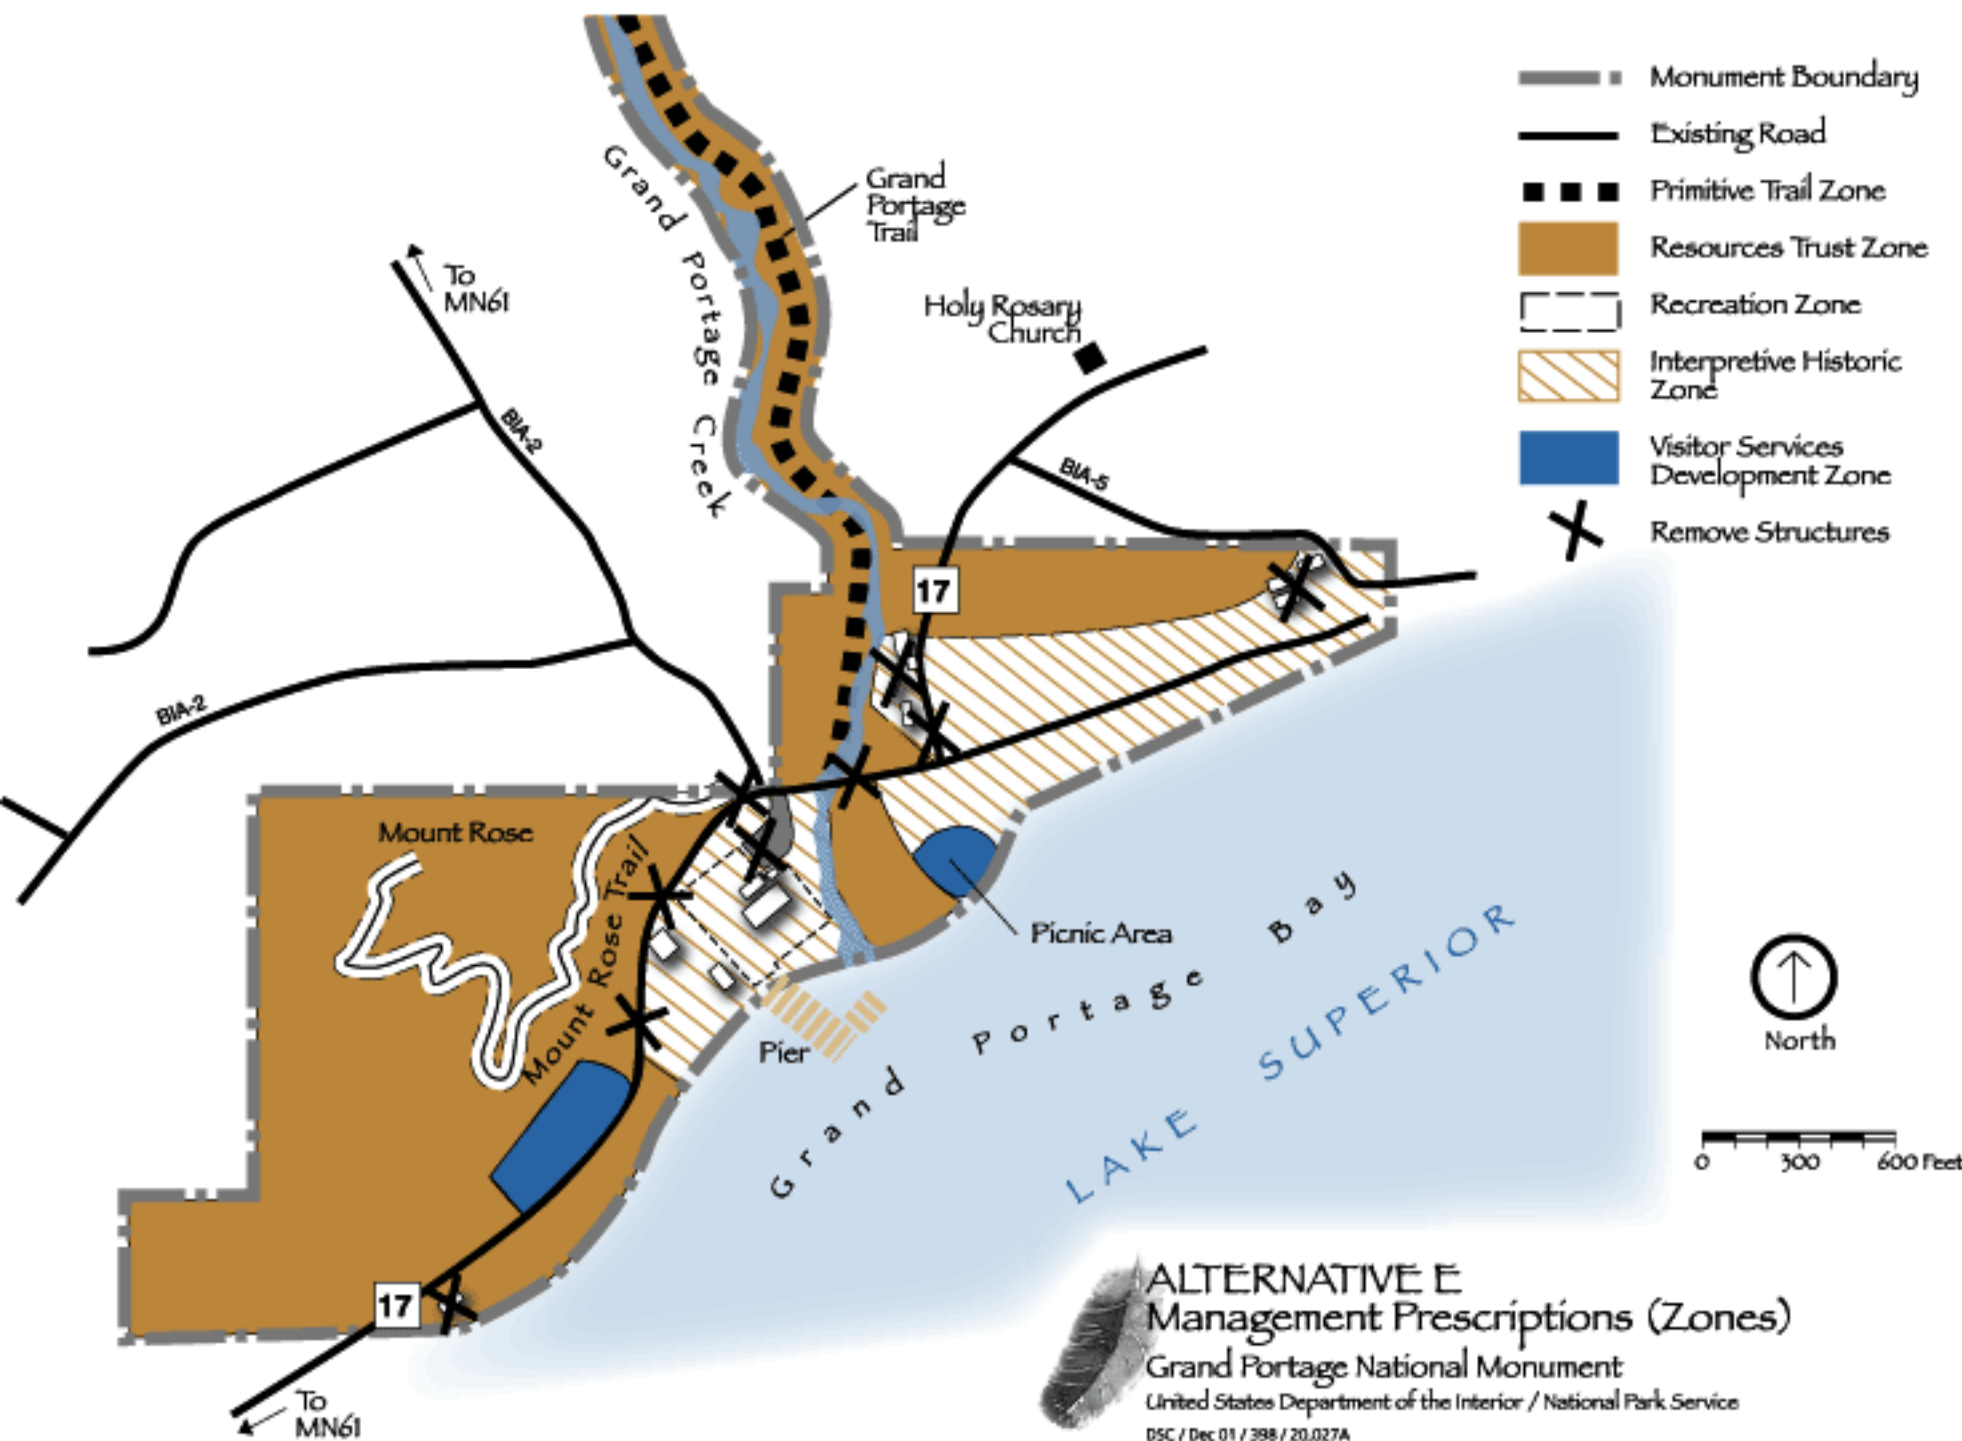 Monument Boundary
Existing Road
Primitive Trail Zone
Resources Trust Zone
Recreation Zone
Interpretive Historic
Zone
Visitor Services
Development Zone
Remove Structures
Grand Portage Creek
Grand
Portage
Trail
To
MN61
Holy Rosary
Church
BIA-2
BIA-5
17
BIA-2
Mount Rose
Mount Rose Trail
Picnic Area
Pier
Grand Portage Bay
LAKE SUPERIOR
North
0 300 600 Feet
17
To
MN61
ALTERNATIVE E
Management Prescriptions (Zones)
Grand Portage National Monument
United States Department of the Interior / National Park Service
DSC / Dec 01 / 398 / 20,027A